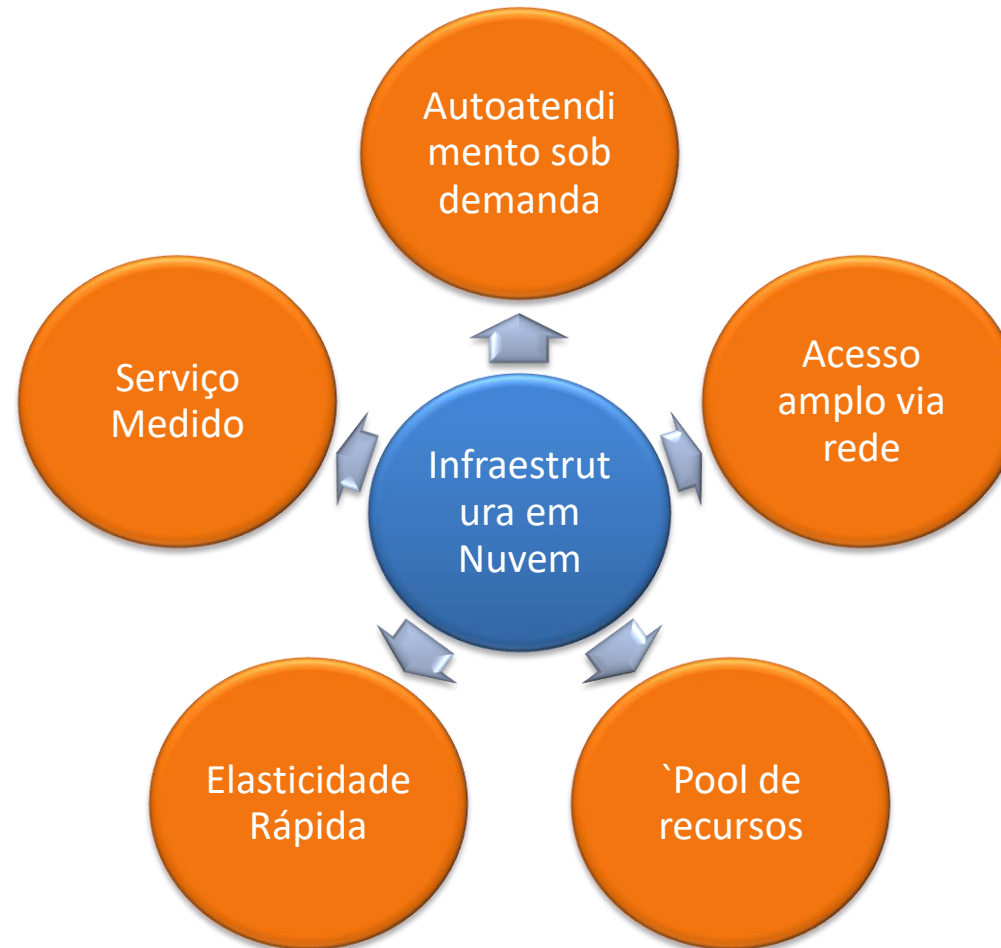 Autoatendi
mento sob
demanda
Acesso
amplo via
rede
Serviço
Medido
Infraestrut
ura em
Nuvem
Elasticidade
Rápida
`Pool de
recursos